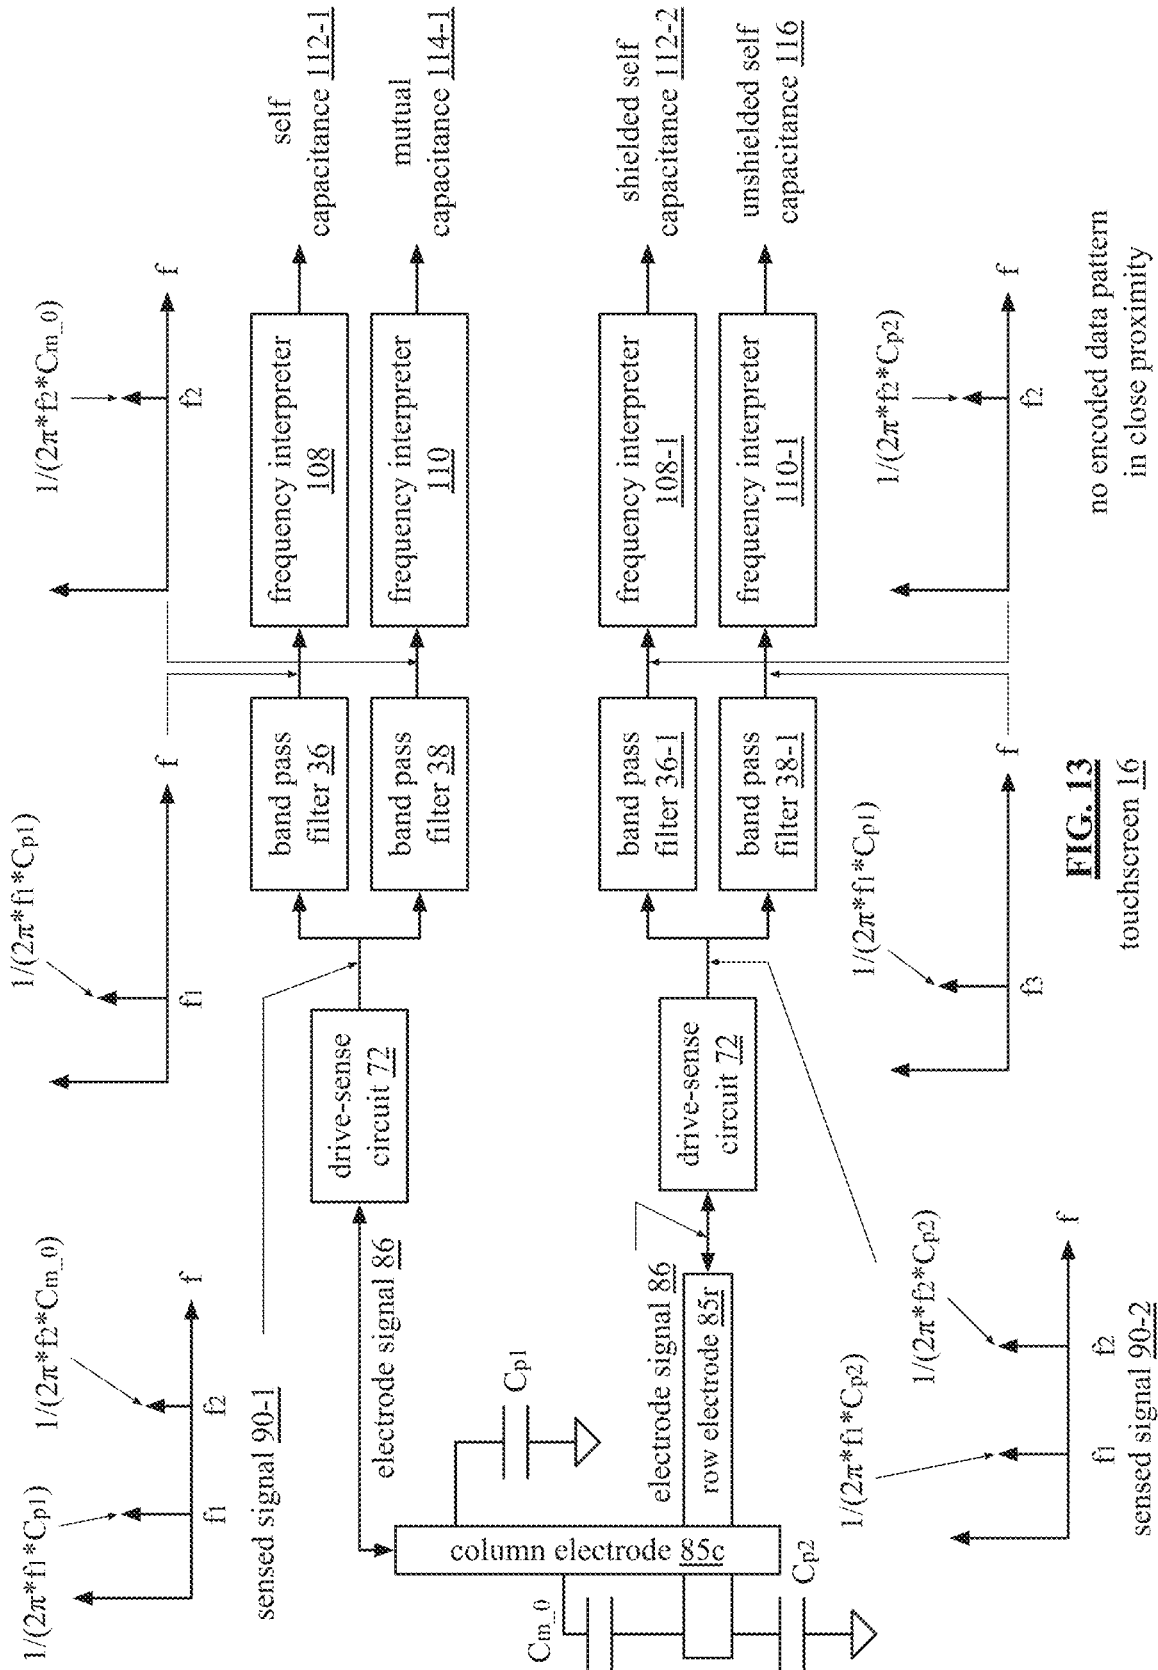 1/(2π*f1*Cp1)
1/(2π*f2*Cm_0)
f1
f2
f
sensed signal 90-1
1/(2π*f1*Cp1)
f1
f
1/(2π*f2*Cm_0)
f2
f
electrode signal 86
drive-sense
circuit 72
band pass
filter 36
frequency interpreter
108
self
capacitance 112-1
band pass
filter 38
frequency interpreter
110
mutual
capacitance 114-1
Cp1
column electrode 85c
Cm_0
Cp2
electrode signal 86
row electrode 85r
drive-sense
circuit 72
band pass
filter 36-1
frequency interpreter
108-1
shielded self
capacitance 112-2
band pass
filter 38-1
frequency interpreter
110-1
unshielded self
capacitance 116
1/(2π*f1*Cp2)
1/(2π*f2*Cp2)
f1
f2
f
sensed signal 90-2
1/(2π*f1*Cp1)
f3
f
1/(2π*f2*Cp2)
f2
f
FIG. 13
touchscreen 16
no encoded data pattern
in close proximity